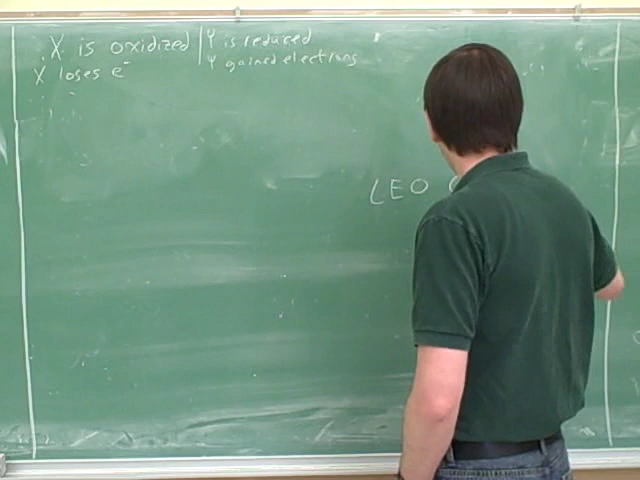 X is oxidized | Y is reduced
X loses e⁻ | Y gained electrons
LEO